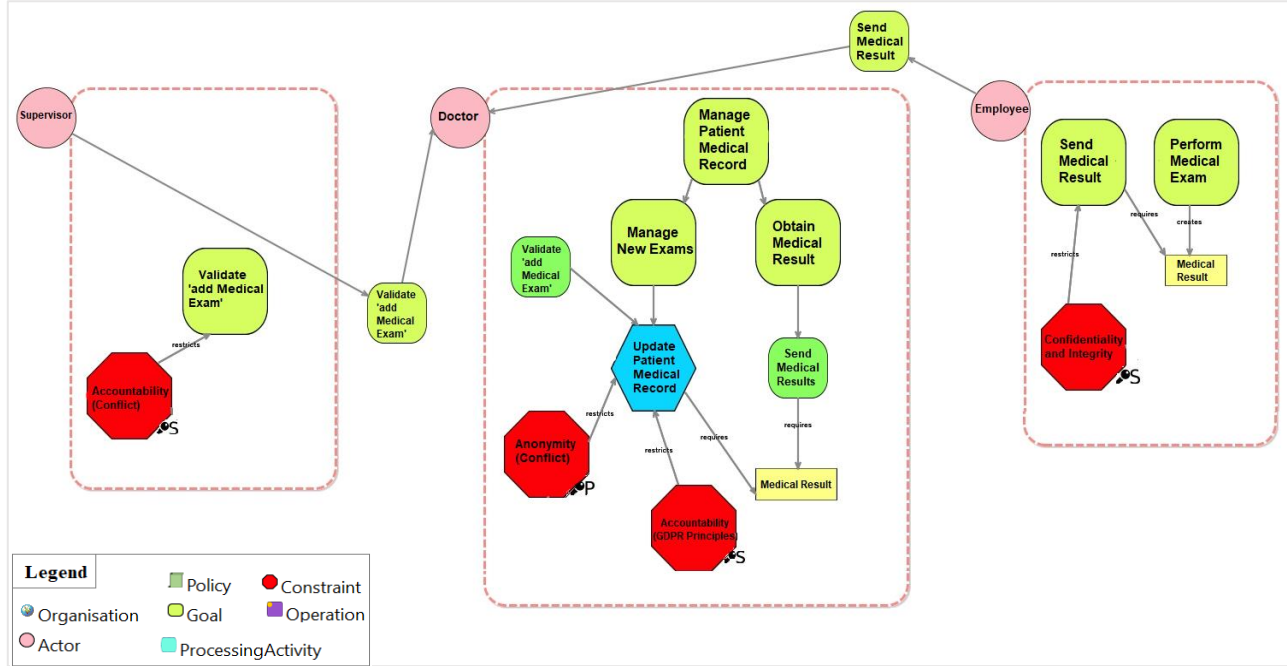 Send
Medical
Result
Supervisor
Doctor
Employee
Manage
Patient
Medical
Record
Send
Medical
Result
Perform
Medical
Exam
requires
creates
Medical
Result
restricts
Confidentiality
and Integrity
S
Validate
'add Medical
Exam'
restricts
Accountability
(Conflict)
S
Validate
'add
Medical
Exam'
Manage
New Exams
Obtain
Medical
Result
Validate
'add
Medical
Exam'
Update
Patient
Medical
Record
Send
Medical
Results
restricts
Anonymity
(Conflict)
P
restricts
requires
requires
Medical Result
Accountability
(GDPR Principles)
S
Legend
Policy
Constraint
Organisation
Goal
Operation
Actor
ProcessingActivity